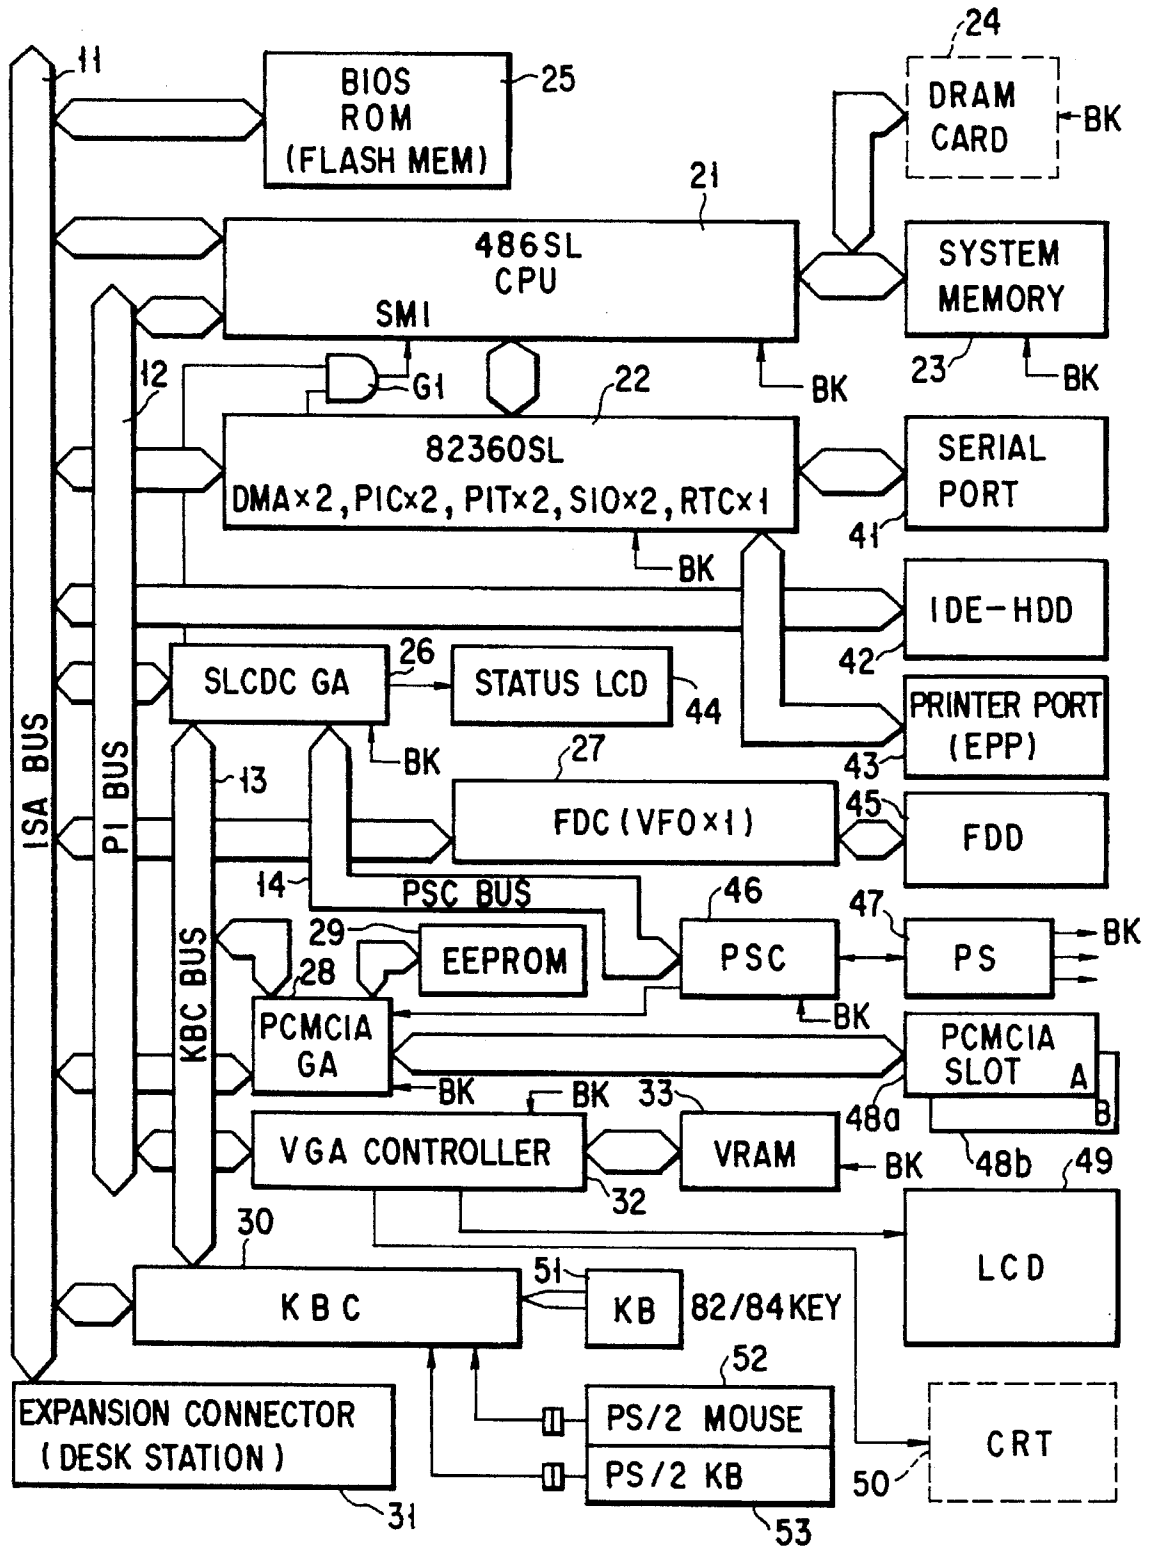 11
BIOS
ROM
(FLASH MEM)
25
24
DRAM
CARD
BK
21
486SL
CPU
SMI
SYSTEM
MEMORY
23
BK
BK
12
G1
22
82360SL
DMA×2, PIC×2, PIT×2, SIO×2, RTC×1
BK
SERIAL
PORT
41
IDE-HDD
42
SLCDC GA
26
STATUS LCD
44
PRINTER PORT
(EPP)
43
BK
ISA BUS
PI BUS
13
27
FDC (VFO×1)
45
FDD
14
PSC BUS
KBC BUS
29
EEPROM
46
PSC
BK
47
PS
BK
28
PCMCIA
GA
BK
PCMCIA
SLOT
A
B
48a
48b
BK
VGA CONTROLLER
32
33
VRAM
BK
49
LCD
30
KBC
51
KB
82/84KEY
52
PS/2 MOUSE
PS/2 KB
53
CRT
50
EXPANSION CONNECTOR
(DESK STATION)
31